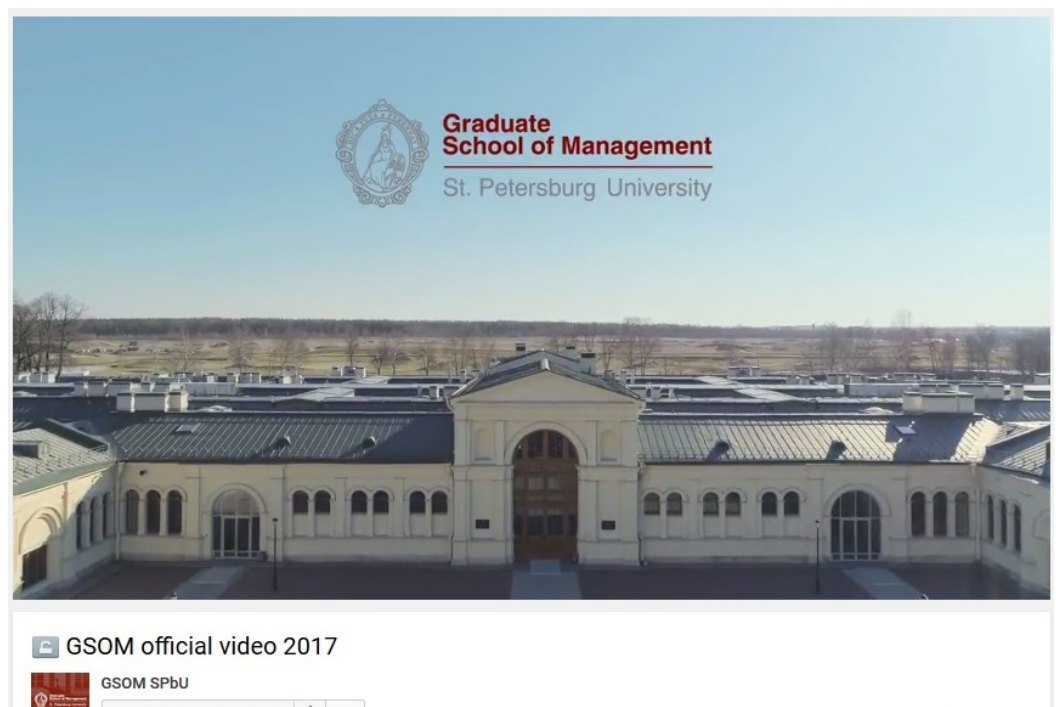 Graduate
School of Management
St. Petersburg University
GSOM official video 2017
GSOM SPbU